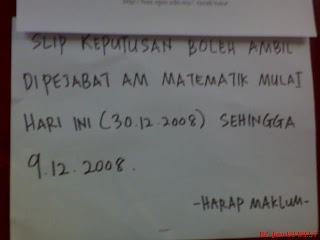 SLIP KEPUTUSAN BOLEH AMBIL
DIPEJABAT AM MATEMATIK MULAI
HARI INI (30.12.2008) SEHINGGA
9.12.2008.
-HARAP MAKLUM-